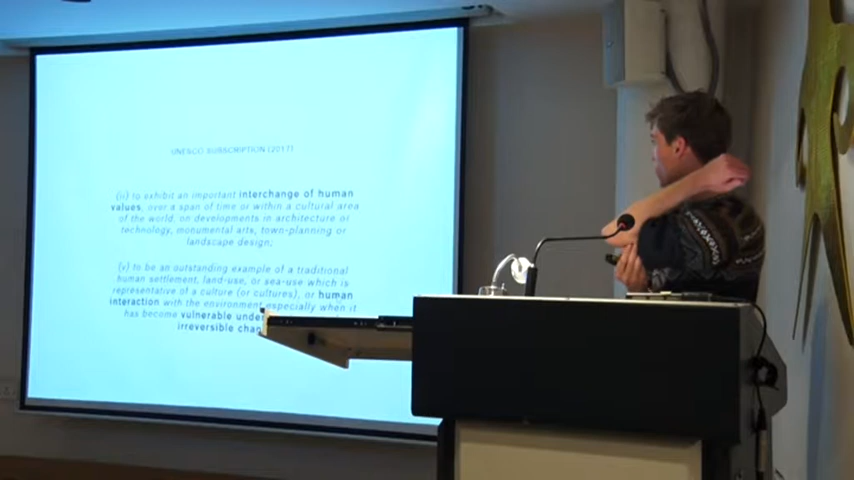 UNESCO SUBSCRIPTION (2017)
(ii) to exhibit an important interchange of human
values, over a span of time or within a cultural area
of the world, on developments in architecture or
technology, monumental arts, town-planning or
landscape design;
(v) to be an outstanding example of a traditional
human settlement, land-use, or sea-use which is
representative of a culture (or cultures), or human
interaction with the environment especially when it
has become vulnerable under
irreversible